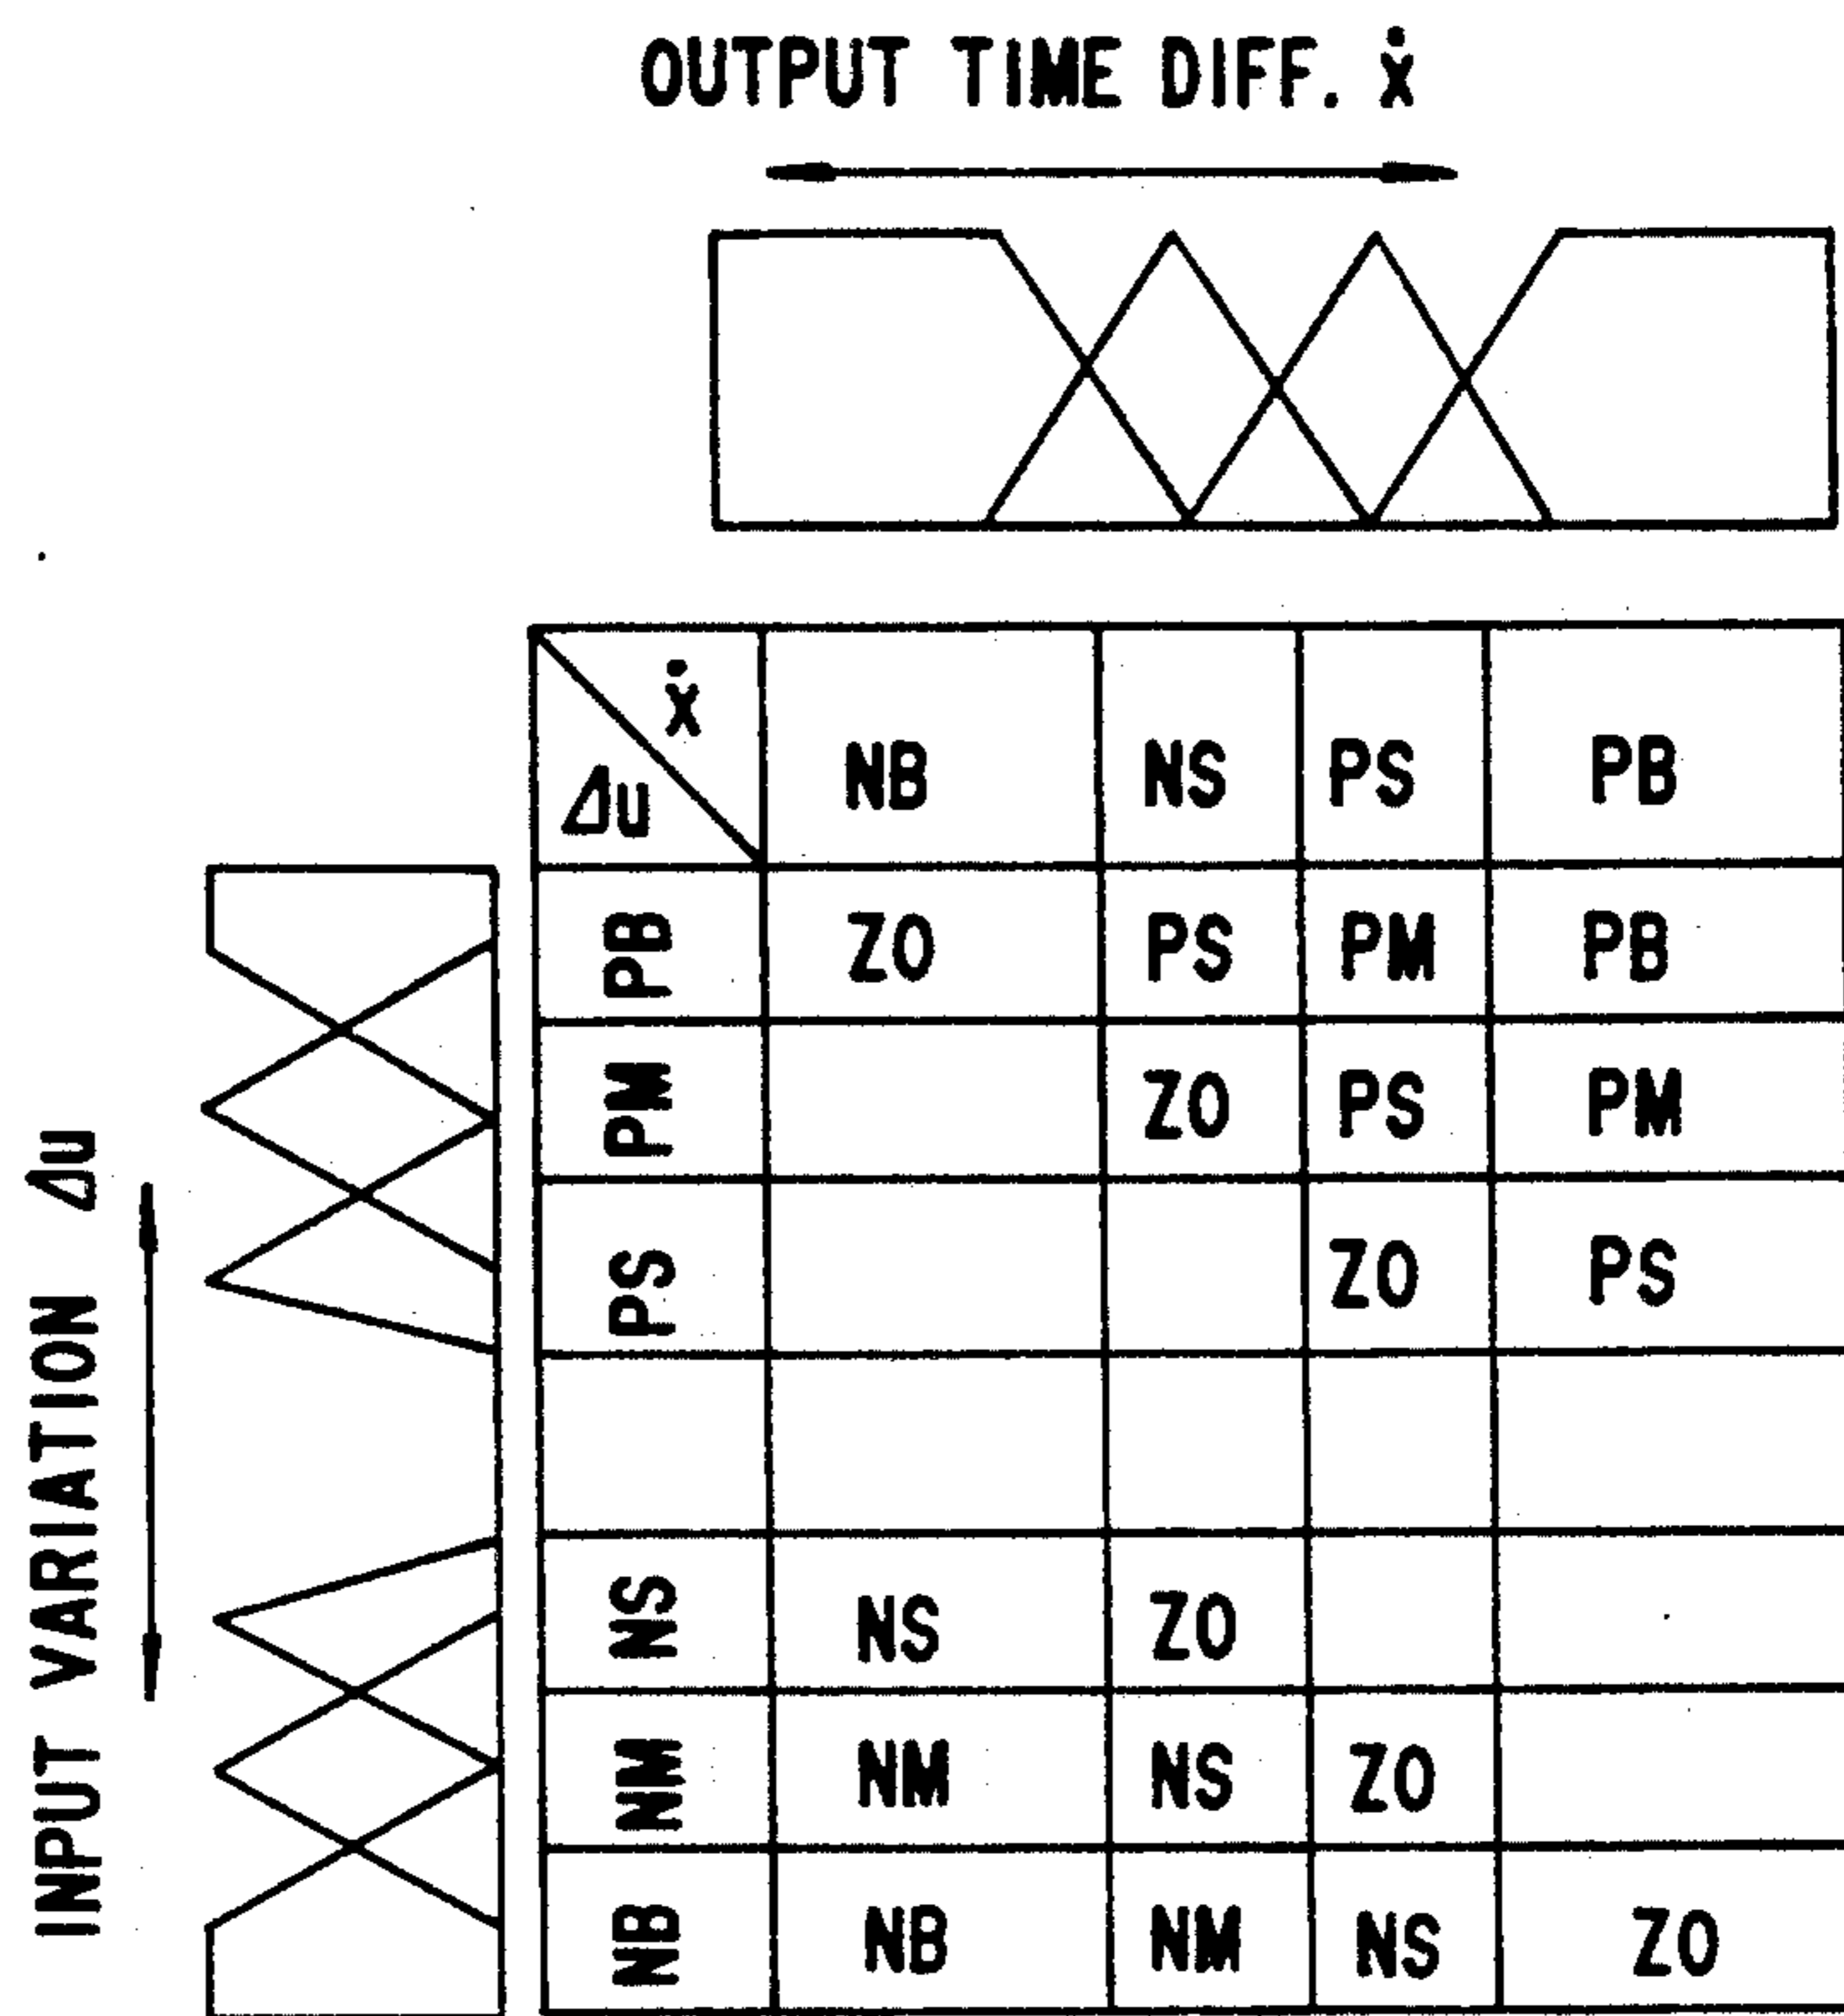 OUTPUT TIME DIFF. ẋ
ẋ
Δu
NB NS PS PB
PB ZO PS PM PB
PM ZO PS PM
PS ZO PS
NS NS ZO
NM NM NS ZO
NB NB NM NS ZO
INPUT VARIATION Δu